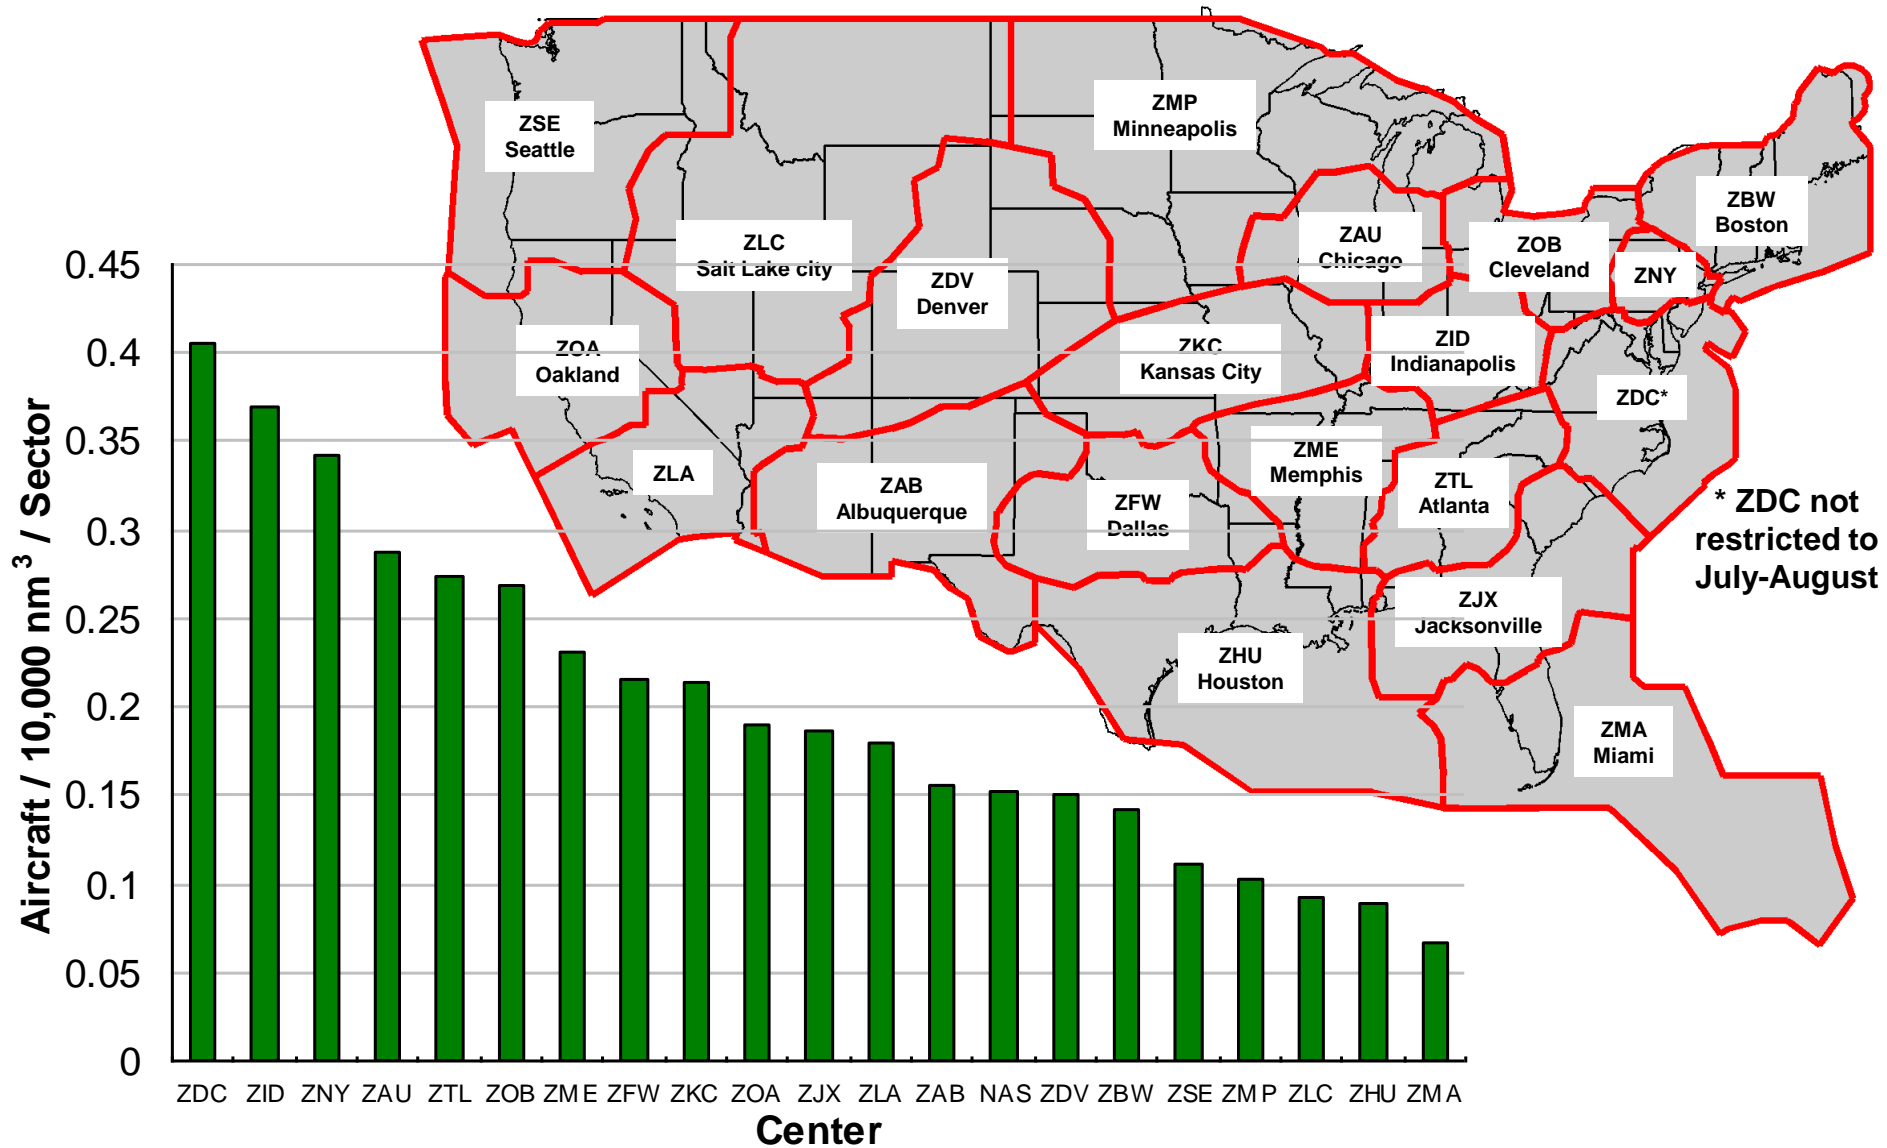 ZSE
Seattle
ZMP
Minneapolis
ZBW
Boston
ZLC
Salt Lake city
ZAU
Chicago
ZOB
Cleveland
ZNY
ZDV
Denver
ZOA
Oakland
ZKC
Kansas City
ZID
Indianapolis
ZDC*
ZLA
ZAB
Albuquerque
ZFW
Dallas
ZME
Memphis
ZTL
Atlanta
* ZDC not
restricted to
July-August
ZJX
Jacksonville
ZHU
Houston
ZMA
Miami
Aircraft / 10,000 nm³ / Sector
0.45
0.4
0.35
0.3
0.25
0.2
0.15
0.1
0.05
0
ZDC ZID ZNY ZAU ZTL ZOB ZME ZFW ZKC ZOA ZJX ZLA ZAB NAS ZDV ZBW ZSE ZMP ZLC ZHU ZMA
Center